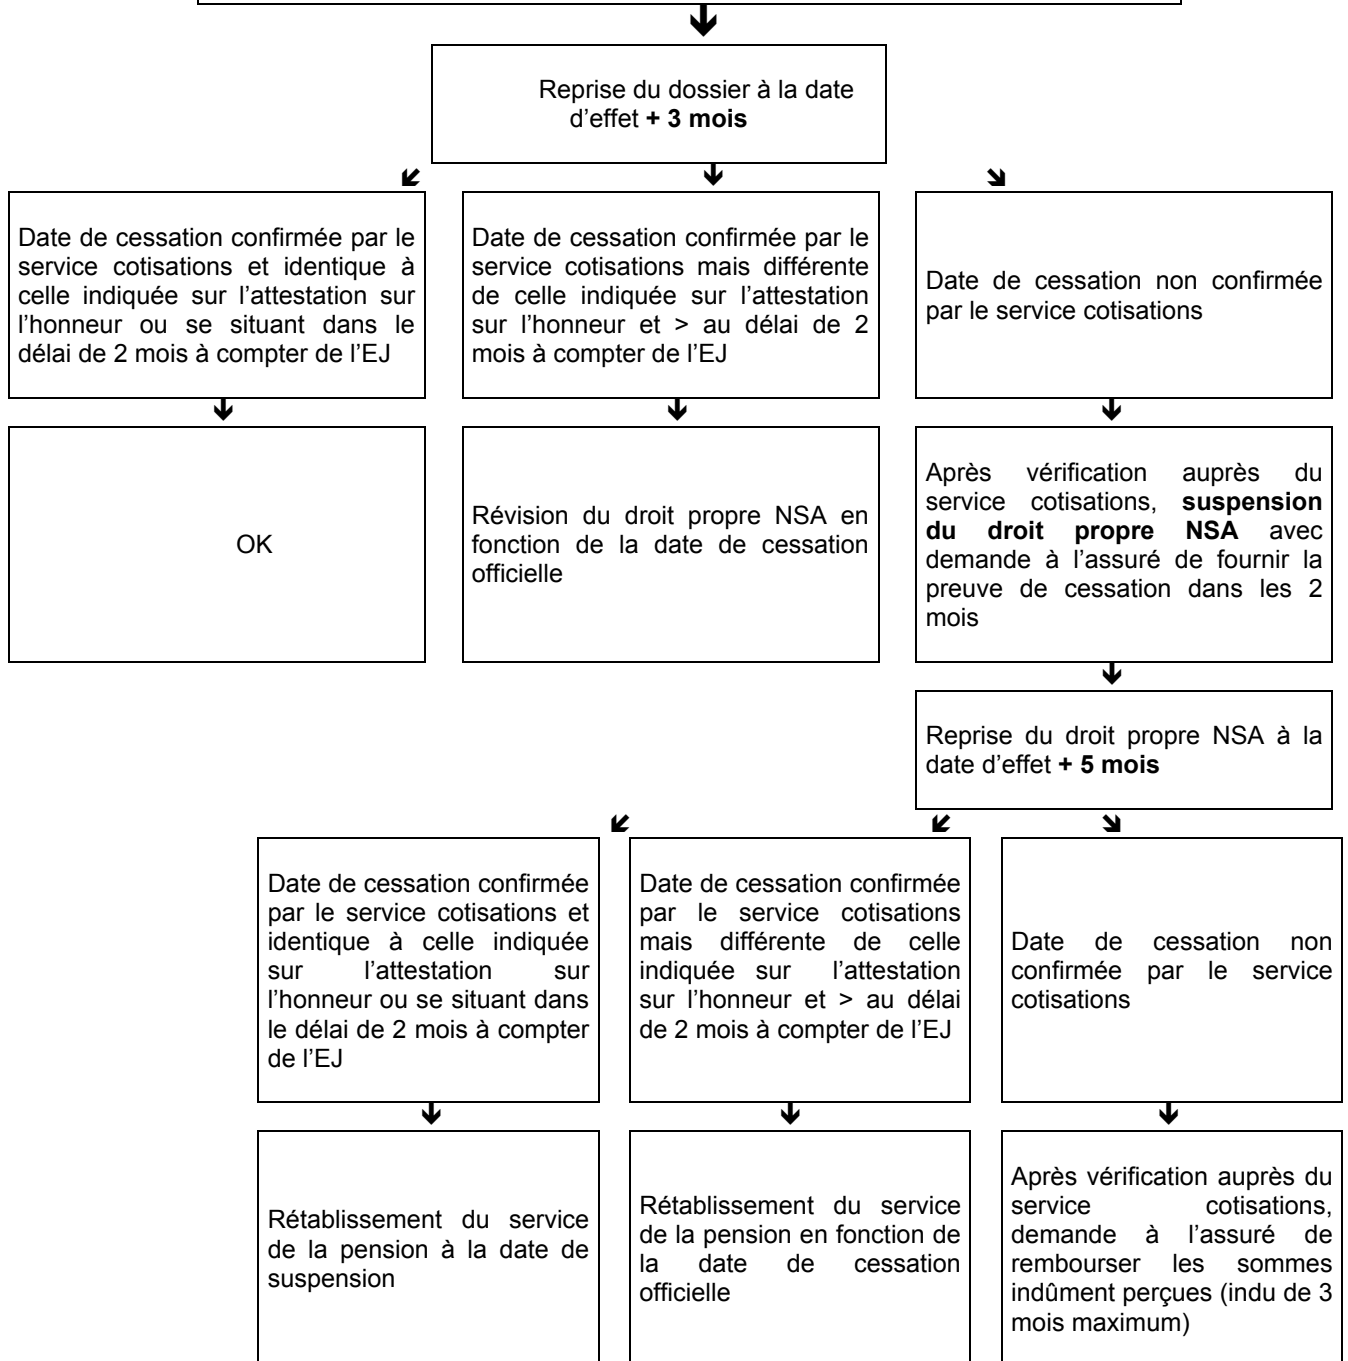 Reprise du dossier à la date
d'effet + 3 mois
Date de cessation confirmée par le
service cotisations et identique à
celle indiquée sur l’attestation sur
l’honneur ou se situant dans le
délai de 2 mois à compter de l’EJ
Date de cessation confirmée par le
service cotisations mais différente
de celle indiquée sur l’attestation
sur l’honneur et > au délai de 2
mois à compter de l’EJ
Date de cessation non confirmée
par le service cotisations
OK
Révision du droit propre NSA en
fonction de la date de cessation
officielle
Après vérification auprès du
service cotisations, suspension
du droit propre NSA avec
demande à l’assuré de fournir la
preuve de cessation dans les 2
mois
Reprise du droit propre NSA à la
date d’effet + 5 mois
Date de cessation confirmée
par le service cotisations et
identique à celle indiquée
sur l’attestation sur
l’honneur ou se situant dans
le délai de 2 mois à compter
de l’EJ
Date de cessation confirmée
par le service cotisations
mais différente de celle
indiquée sur l’attestation
sur l’honneur et > au délai
de 2 mois à compter de l’EJ
Date de cessation non
confirmée par le service
cotisations
Rétablissement du service
de la pension à la date de
suspension
Rétablissement du service
de la pension en fonction de
la date de cessation
officielle
Après vérification auprès du
service cotisations,
demande à l’assuré de
rembourser les sommes
indûment perçues (indu de 3
mois maximum)